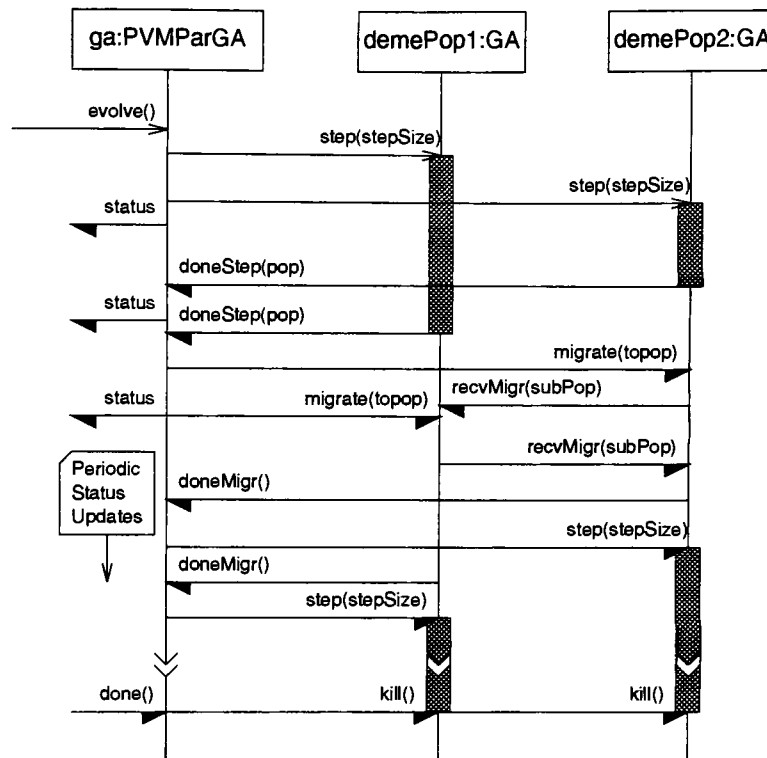 ga:PVMParGA
demePop1:GA
demePop2:GA
evolve()
step(stepSize)
step(stepSize)
status
doneStep(pop)
status
doneStep(pop)
migrate(topop)
recvMigr(subPop)
status
migrate(topop)
recvMigr(subPop)
Periodic
Status
Updates
doneMigr()
step(stepSize)
doneMigr()
step(stepSize)
done()
kill()
kill()